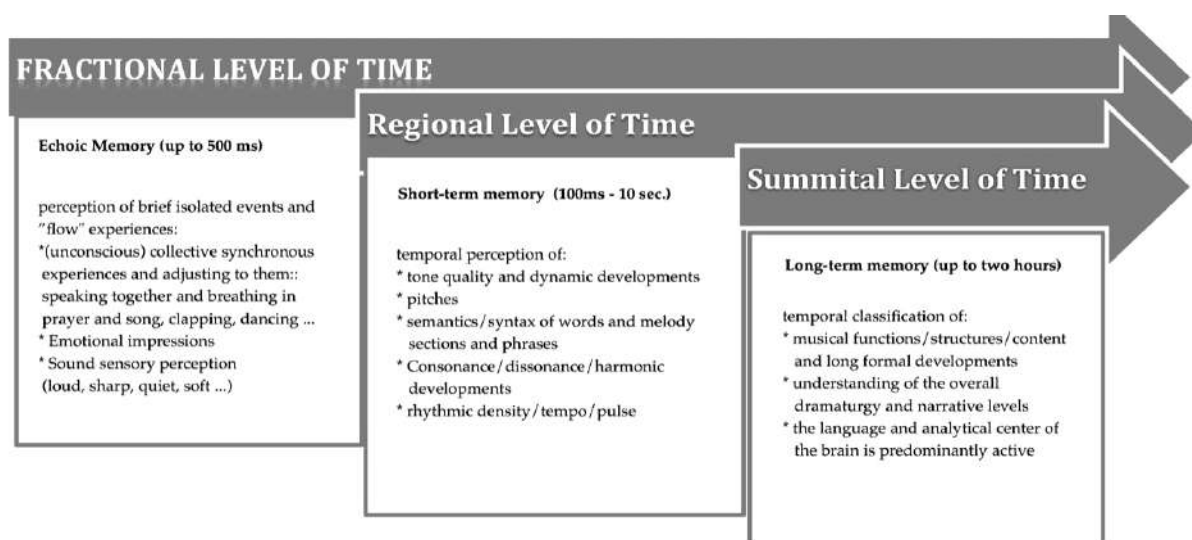 FRACTIONAL LEVEL OF TIME
Echoic Memory (up to 500 ms)
perception of brief isolated events and
"flow" experiences:
*(unconscious) collective synchronous
experiences and adjusting to them::
speaking together and breathing in
prayer and song, clapping, dancing ...
* Emotional impressions
* Sound sensory perception
(loud, sharp, quiet, soft ...)
Regional Level of Time
Short-term memory (100ms - 10 sec.)
temporal perception of:
* tone quality and dynamic developments
* pitches
* semantics/syntax of words and melody
sections and phrases
* Consonance/dissonance/harmonic
developments
* rhythmic density/tempo/pulse
Summital Level of Time
Long-term memory (up to two hours)
temporal classification of:
* musical functions/structures/content
and long formal developments
* understanding of the overall
dramaturgy and narrative levels
* the language and analytical center of
the brain is predominantly active